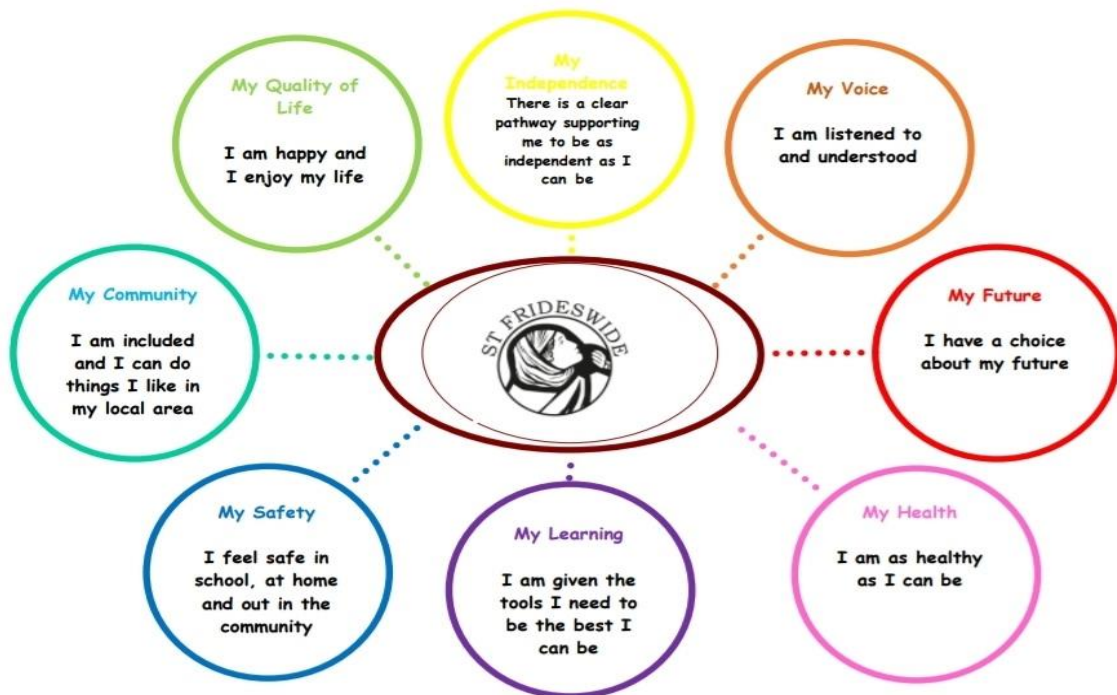 My Quality of
Life
I am happy and
I enjoy my life
My
Independence
There is a clear
pathway supporting
me to be as
independent as I
can be
My Voice
I am listened to
and understood
My Community
I am included
and I can do
things I like in
my local area
ST FRIDESWIDE
My Future
I have a choice
about my future
My Safety
I feel safe in
school, at home
and out in the
community
My Learning
I am given the
tools I need to
be the best I
can be
My Health
I am as healthy
as I can be